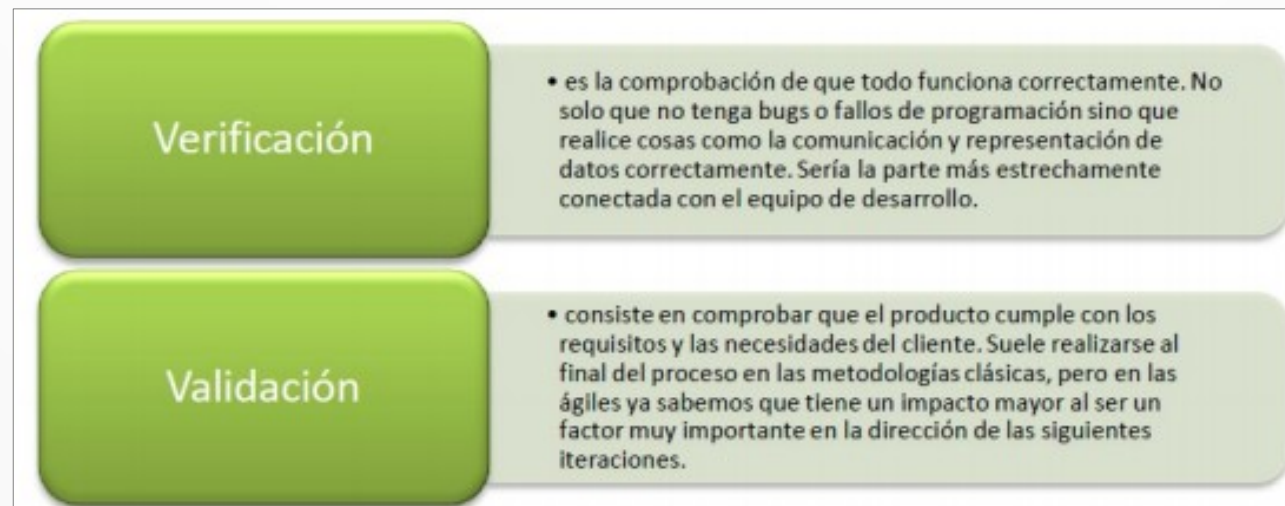 Verificación
• es la comprobación de que todo funciona correctamente. No
solo que no tenga bugs o fallos de programación sino que
realice cosas como la comunicación y representación de
datos correctamente. Sería la parte más estrechamente
conectada con el equipo de desarrollo.
Validación
• consiste en comprobar que el producto cumple con los
requisitos y las necesidades del cliente. Suele realizarse al
final del proceso en las metodologías clásicas, pero en las
ágiles ya sabemos que tiene un impacto mayor al ser un
factor muy importante en la dirección de las siguientes
iteraciones.